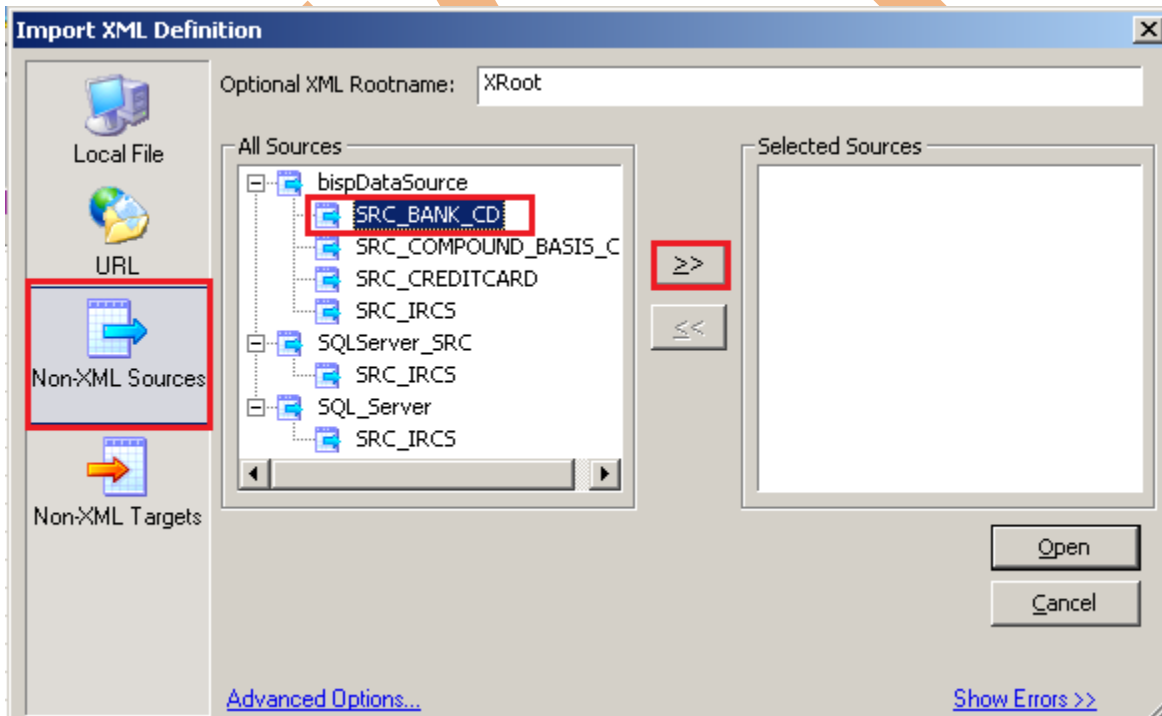 Import XML Definition
Local File
URL
Non-XML Sources
Non-XML Targets
Optional XML Rootname: XRoot
All Sources
bispDataSource
SRC_BANK_CD
SRC_COMPOUND_BASIS_C
SRC_CREDITCARD
SRC_IRCS
SQLServer_SRC
SRC_IRCS
SQL_Server
SRC_IRCS
>>
<<
Selected Sources
Open
Cancel
Advanced Options...
Show Errors >>